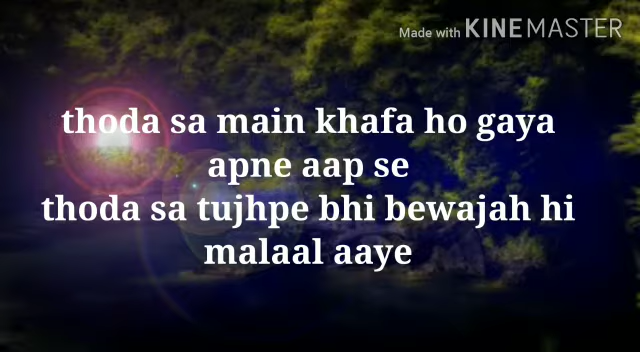 Made with KINEMASTER
thoda sa main khafa ho gaya
apne aap se
thoda sa tujhpe bhi bewajah hi
malaal aaye